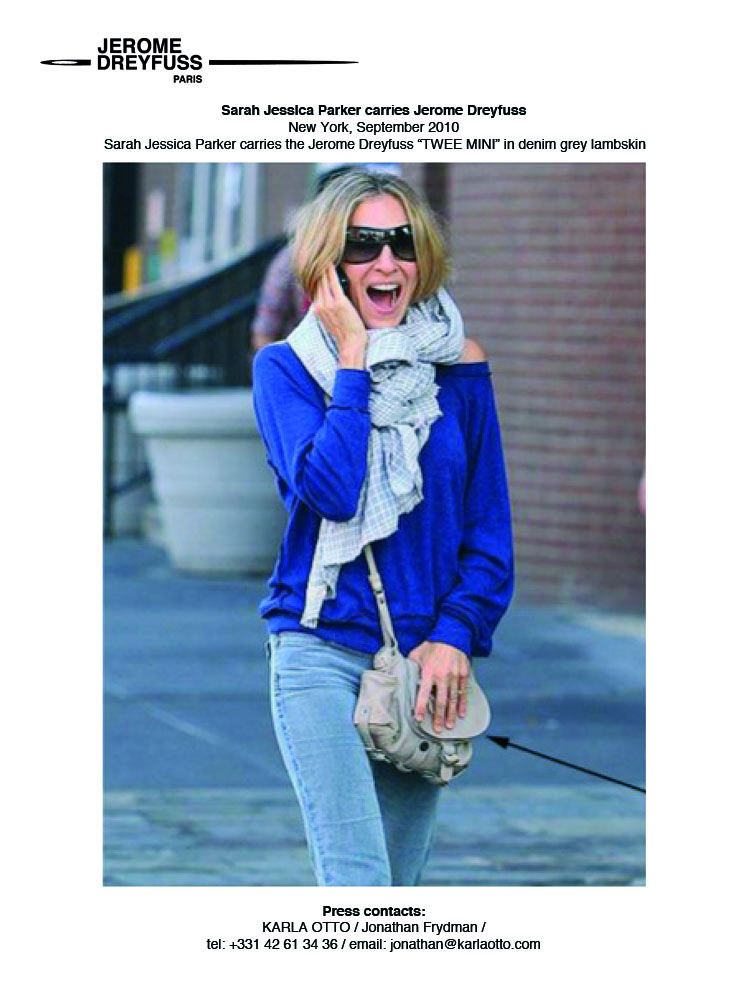 JEROME
DREYFUSS
PARIS
Sarah Jessica Parker carries Jerome Dreyfuss
New York, September 2010
Sarah Jessica Parker carries the Jerome Dreyfuss “TWEE MINI” in denim grey lambskin
Press contacts:
KARLA OTTO / Jonathan Frydman /
tel: +331 42 61 34 36 / email: jonathan@karlaotto.com